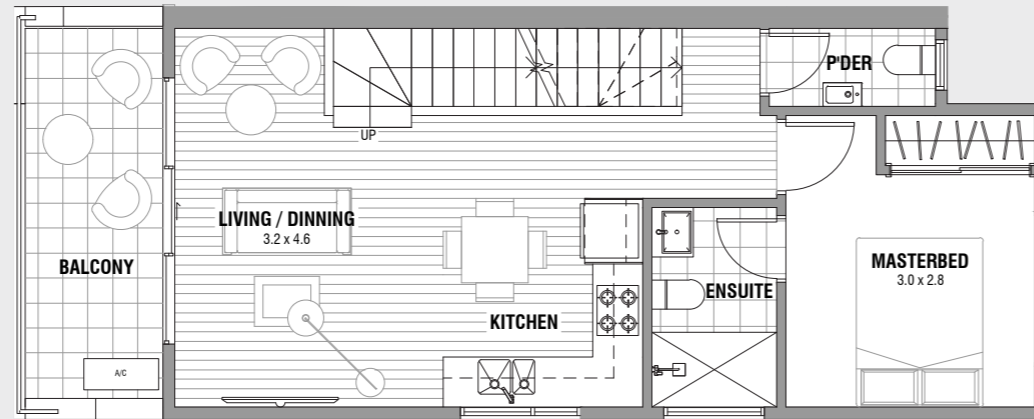 P'DER
UP
LIVING / DINNING
3.2 x 4.6
BALCONY
MASTERBED
3.0 x 2.8
ENSUITE
KITCHEN
A/C